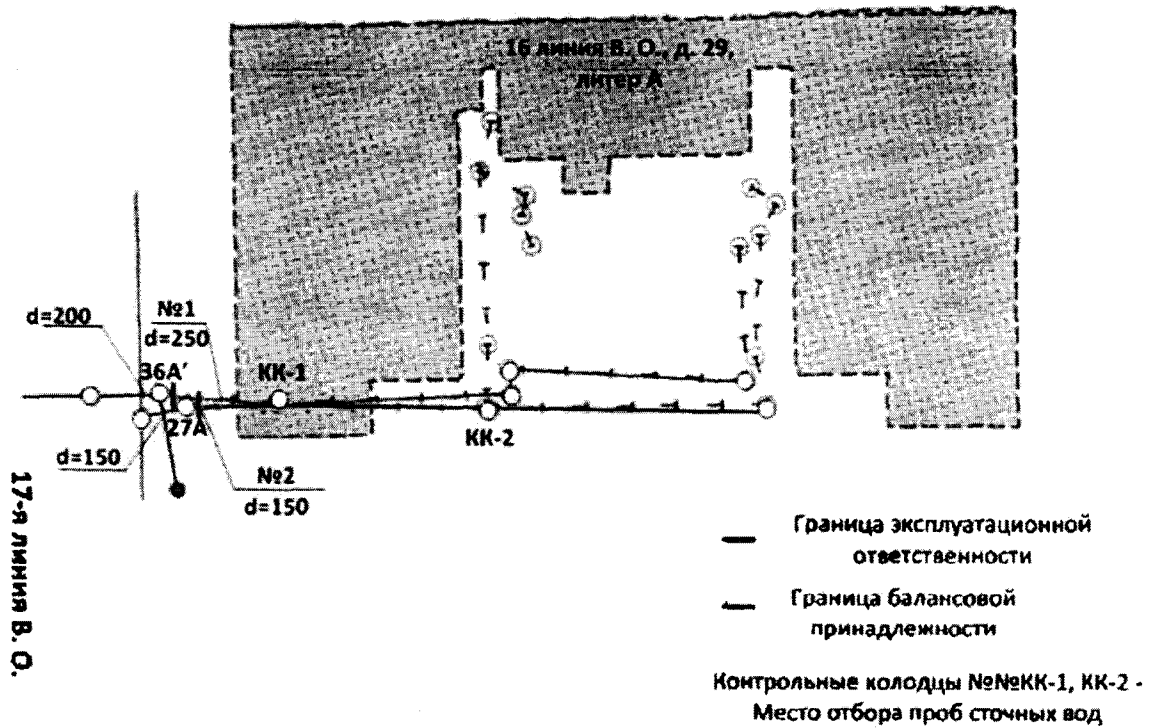 16 линия В. О., д. 29,
литер А
d=200
№1
d=250
36А'
КК-1
27А
КК-2
d=150
№2
d=150
17-я линия В. О.
Граница эксплуатационной
ответственности
Граница балансовой
принадлежности
Контрольные колодцы №№КК-1, КК-2 -
Место отбора проб сточных вод